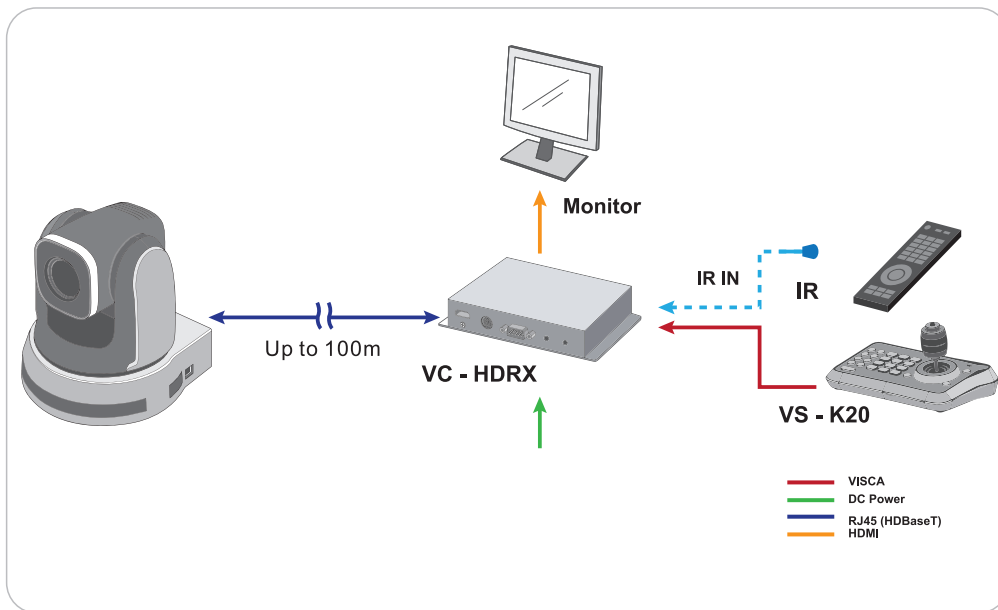 Monitor
IR IN
IR
Up to 100m
VC - HDRX
VS - K20
VISCA
DC Power
RJ45 (HDBaseT)
HDMI